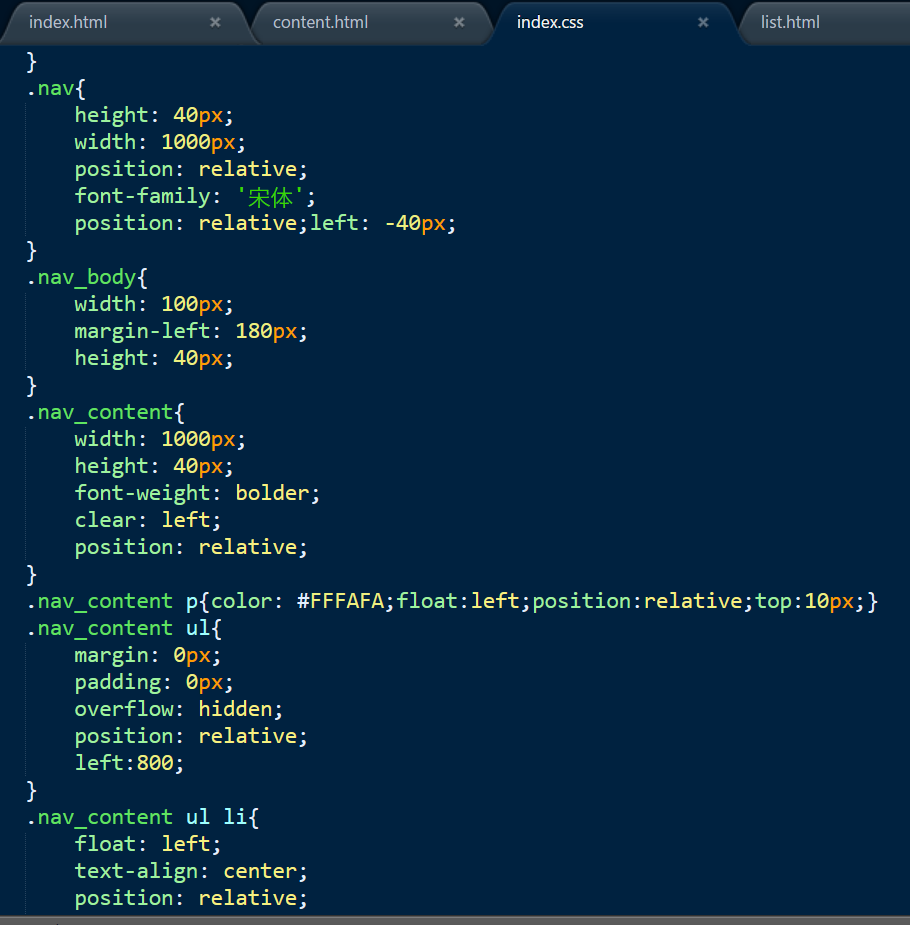 index.html × content.html × index.css × list.html
}
.nav{
    height: 40px;
    width: 1000px;
    position: relative;
    font-family: '宋体';
    position: relative;left: -40px;
}
.nav_body{
    width: 100px;
    margin-left: 180px;
    height: 40px;
}
.nav_content{
    width: 1000px;
    height: 40px;
    font-weight: bolder;
    clear: left;
    position: relative;
}
.nav_content p{color: #FFFAFA;float:left;position:relative;top:10px;}
.nav_content ul{
    margin: 0px;
    padding: 0px;
    overflow: hidden;
    position: relative;
    left:800;
}
.nav_content ul li{
    float: left;
    text-align: center;
    position: relative;